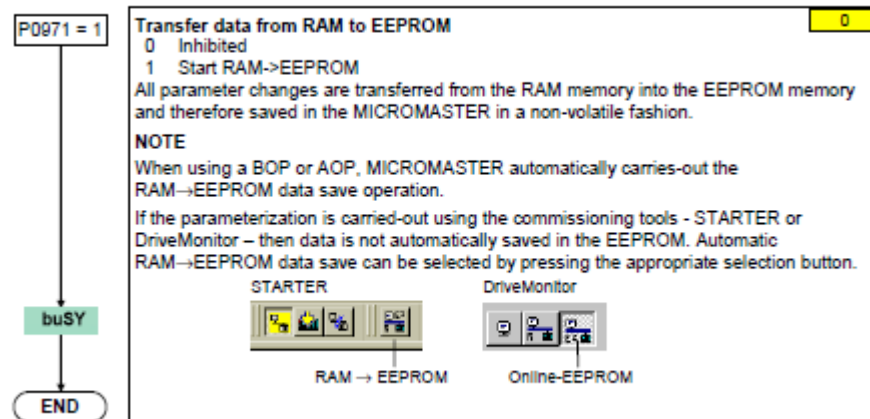 P0971 = 1
Transfer data from RAM to EEPROM
0
0 Inhibited
1 Start RAM->EEPROM
All parameter changes are transferred from the RAM memory into the EEPROM memory
and therefore saved in the MICROMASTER in a non-volatile fashion.
NOTE
When using a BOP or AOP, MICROMASTER automatically carries-out the
RAM→EEPROM data save operation.
If the parameterization is carried-out using the commissioning tools - STARTER or
DriveMonitor – then data is not automatically saved in the EEPROM. Automatic
RAM→EEPROM data save can be selected by pressing the appropriate selection button.
STARTER
DriveMonitor
buSY
RAM → EEPROM
Online-EEPROM
END